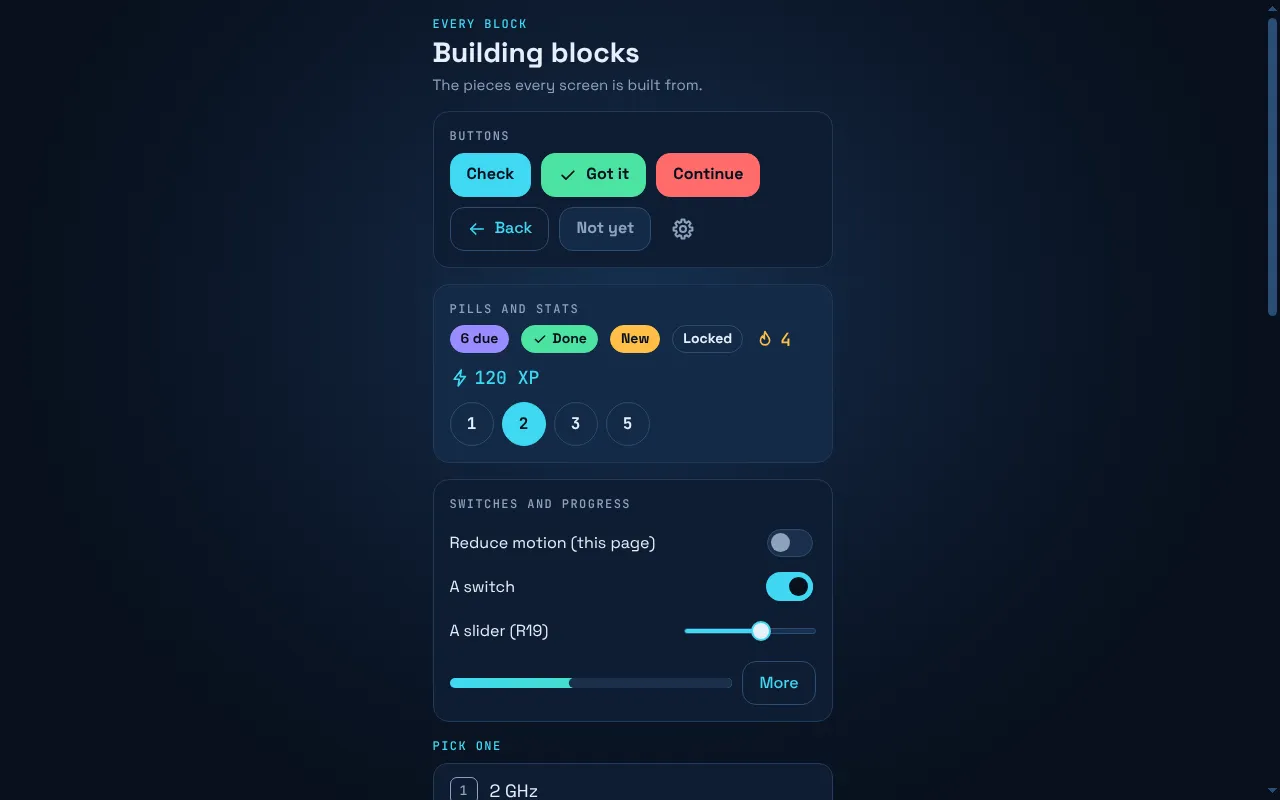 EVERY BLOCK
Building blocks
The pieces every screen is built from.
BUTTONS
Check
Got it
Continue
Back
Not yet
PILLS AND STATS
6 due
Done
New
Locked
4
120 XP
1
2
3
5
SWITCHES AND PROGRESS
Reduce motion (this page)
A switch
A slider (R19)
More
PICK ONE
1
2 GHz